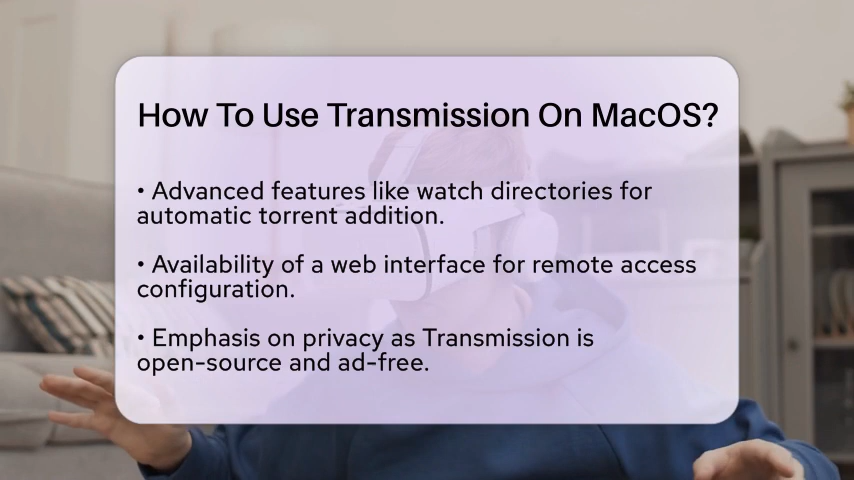 How To Use Transmission On MacOS?
• Advanced features like watch directories for
automatic torrent addition.
• Availability of a web interface for remote access
configuration.
• Emphasis on privacy as Transmission is
open-source and ad-free.